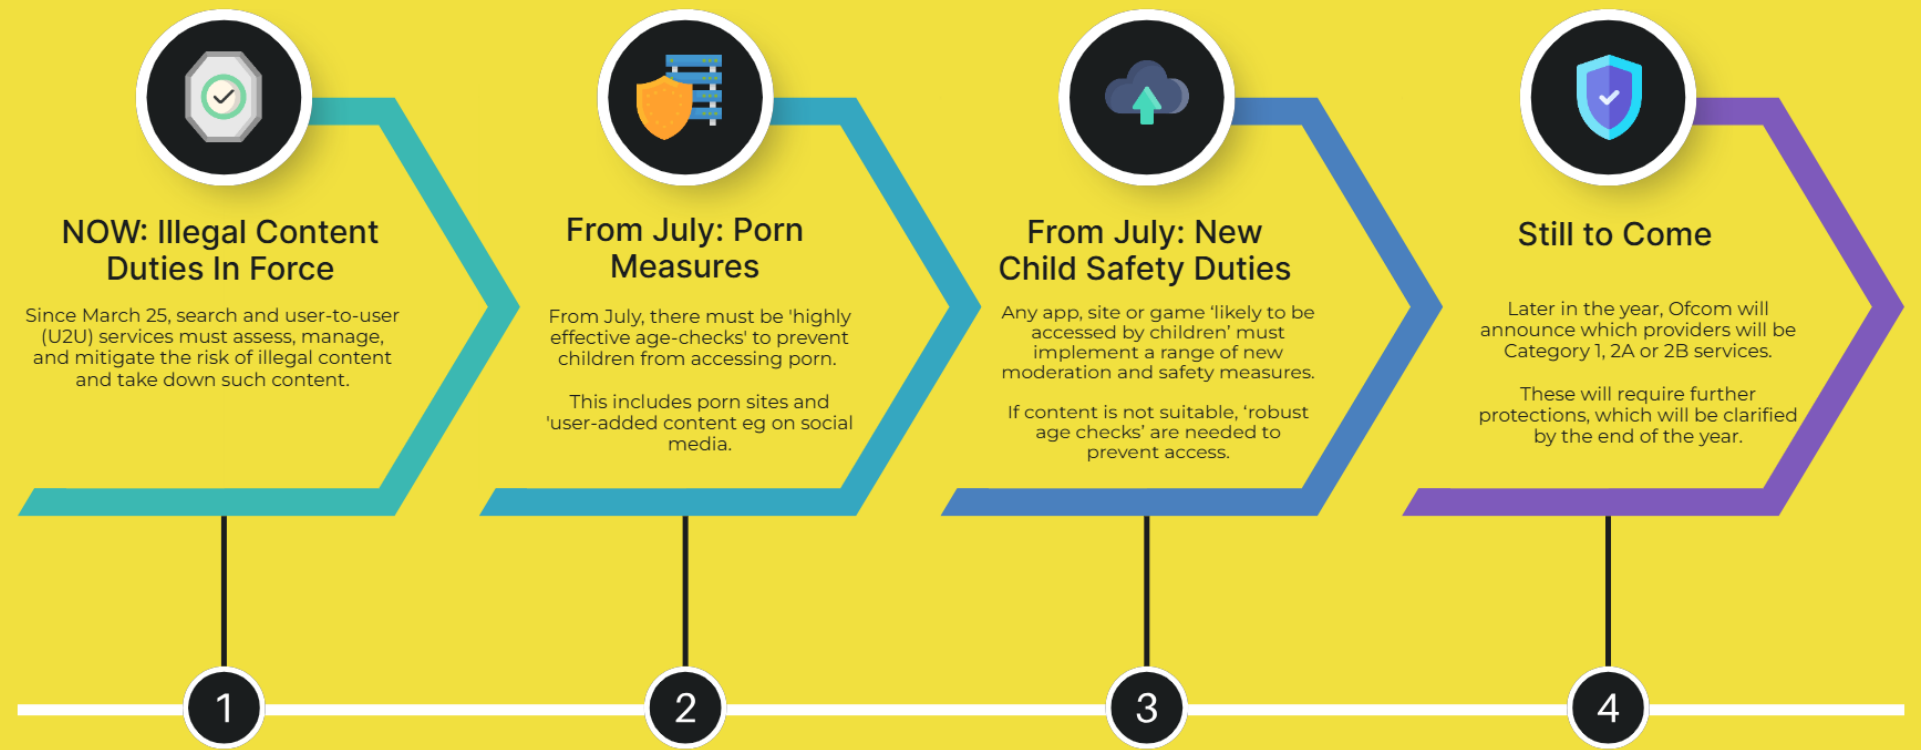 NOW: Illegal Content
Duties In Force
Since March 25, search and user-to-user
(U2U) services must assess, manage,
and mitigate the risk of illegal content
and take down such content.
From July: Porn
Measures
From July, there must be 'highly
effective age-checks' to prevent
children from accessing porn.
This includes porn sites and
'user-added content eg on social
media.
From July: New
Child Safety Duties
Any app, site or game ‘likely to be
accessed by children’ must
implement a range of new
moderation and safety measures.
If content is not suitable, ‘robust
age checks’ are needed to
prevent access.
Still to Come
Later in the year, Ofcom will
announce which providers will be
Category 1, 2A or 2B services.
These will require further
protections, which will be clarified
by the end of the year.
1
2
3
4